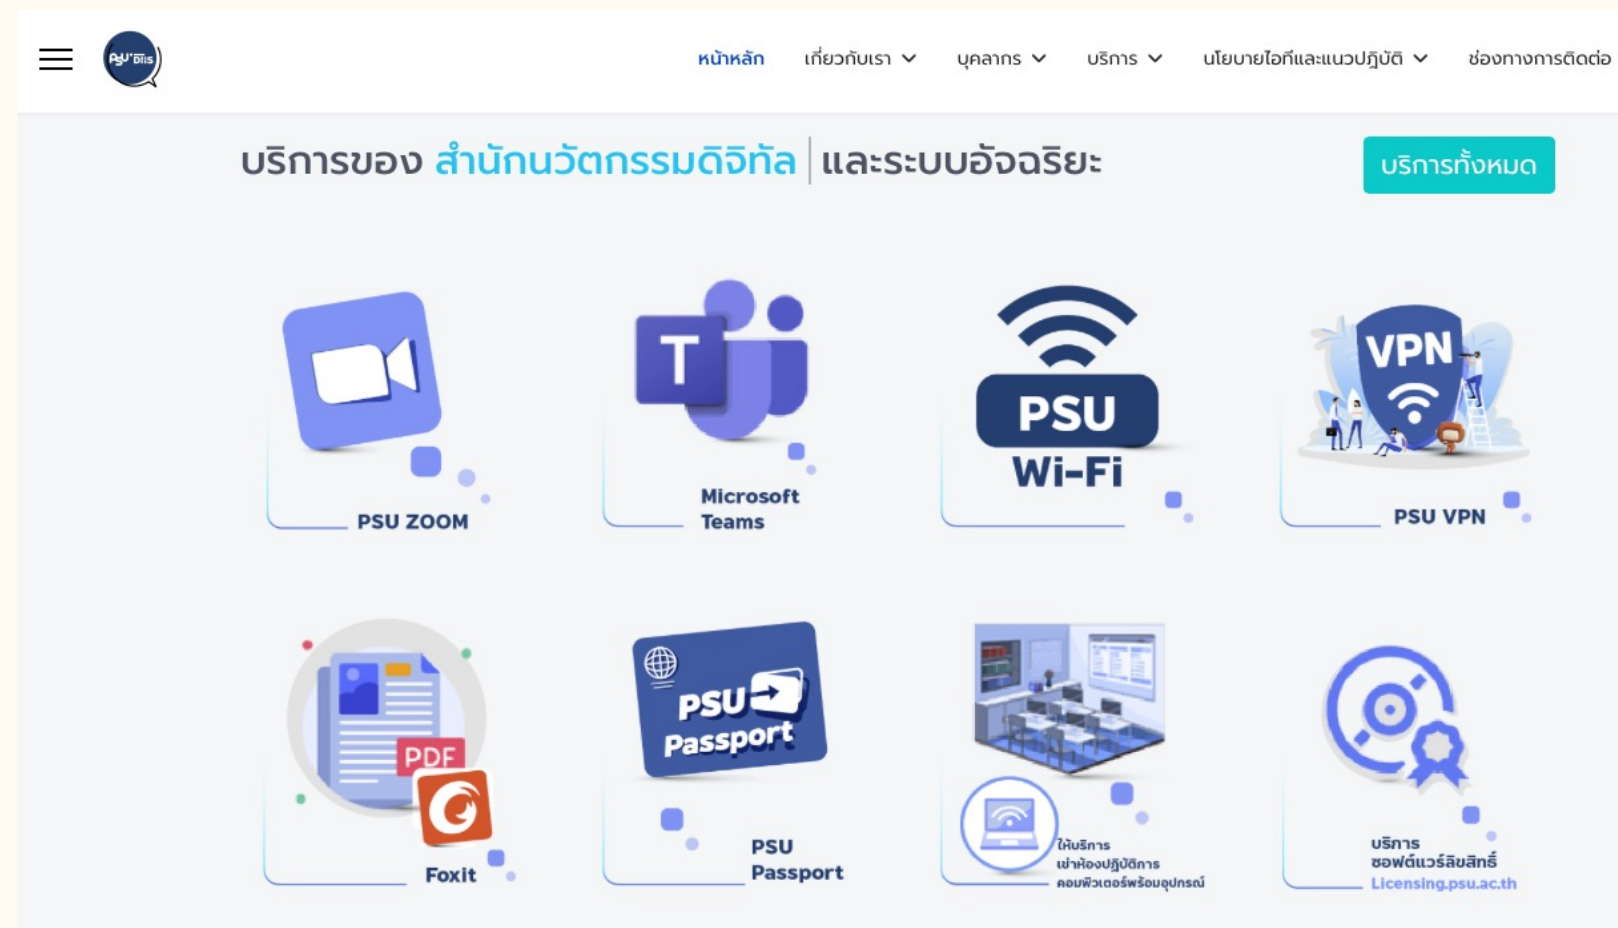 PSU DIIS
หน้าหลัก เกี่ยวกับเรา บุคลากร บริการ นโยบายไอทีและแนวปฏิบัติ ช่องทางการติดต่อ
บริการของ สำนักนวัตกรรมดิจิทัล และระบบอัจฉริยะ
บริการทั้งหมด
PSU ZOOM
T
Microsoft
Teams
PSU
Wi-Fi
VPN
PSU VPN
PDF
Foxit
PSU
Passport
PSU
Passport
ให้บริการ
เช่าห้องปฏิบัติการ
คอมพิวเตอร์พร้อมอุปกรณ์
บริการ
ซอฟต์แวร์ลิขสิทธิ์
Licensing.psu.ac.th